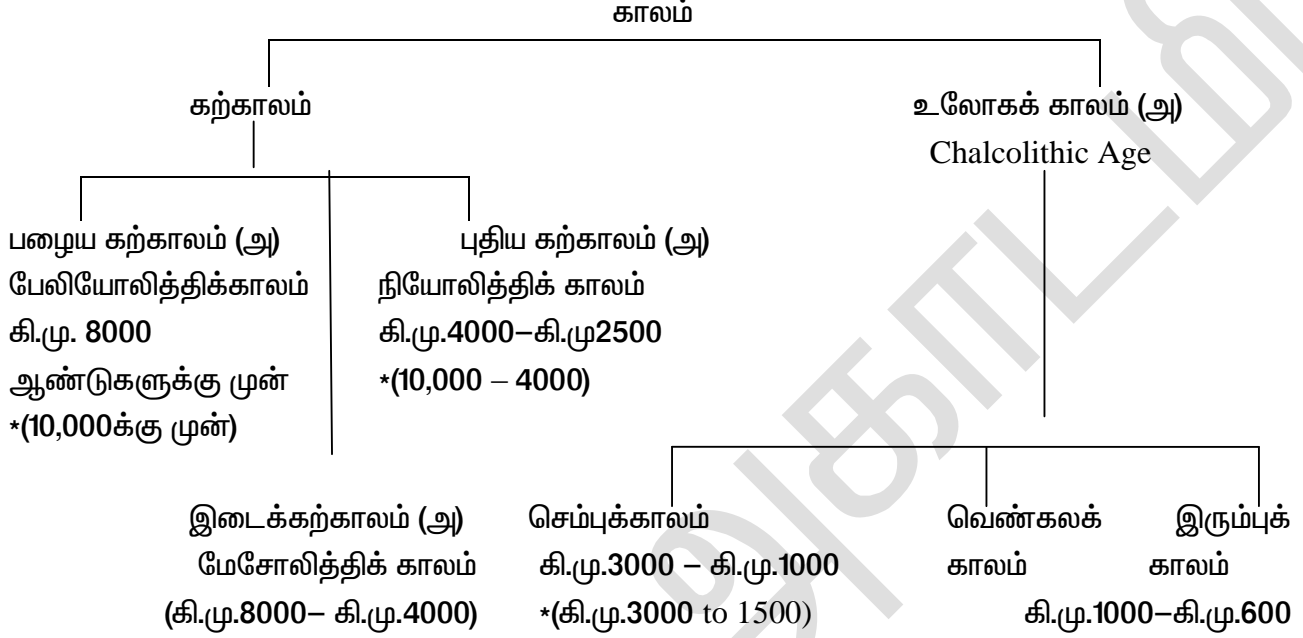 காலம்
கற்காலம்
உலோகக் காலம் (அ)
Chalcolithic Age
பழைய கற்காலம் (அ)
பேலியோலித்திக்காலம்
கி.மு. 8000
ஆண்டுகளுக்கு முன்
*(10,000க்கு முன்)
புதிய கற்காலம் (அ)
நியோலித்திக் காலம்
கி.மு.4000–கி.மு2500
*(10,000 – 4000)
இடைக்கற்காலம் (அ)
மேசோலித்திக் காலம்
(கி.மு.8000– கி.மு.4000)
செம்புக்காலம்
கி.மு.3000 – கி.மு.1000
*(கி.மு.3000 to 1500)
வெண்கலக்
காலம்
இரும்புக்
காலம்
கி.மு.1000–கி.மு.600